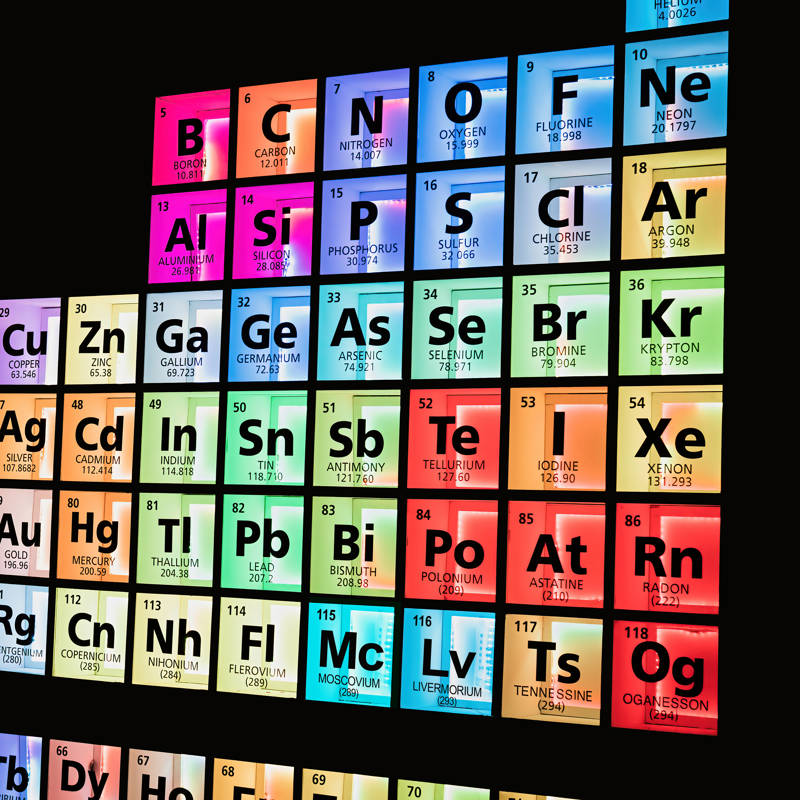 HELIUM
4.0026
5
B
BORON
10.811
6
C
CARBON
12.011
7
N
NITROGEN
14.007
8
O
OXYGEN
15.999
9
F
FLUORINE
18.998
10
Ne
NEON
20.1797
13
Al
ALUMINIUM
26.981
14
Si
SILICON
28.085
15
P
PHOSPHORUS
30.974
16
S
SULFUR
32 066
17
Cl
CHLORINE
35.453
18
Ar
ARGON
39.948
29
Cu
COPPER
63.546
30
Zn
ZINC
65.38
31
Ga
GALLIUM
69.723
32
Ge
GERMANIUM
72.63
33
As
ARSENIC
74.921
34
Se
SELENIUM
78.971
35
Br
BROMINE
79.904
36
Kr
KRYPTON
83.798
7
Ag
SILVER
107.8682
48
Cd
CADMIUM
112.414
49
In
INDIUM
114.818
50
Sn
TIN
118.710
51
Sb
ANTIMONY
121.760
52
Te
TELLURIUM
127.60
53
I
IODINE
126.90
54
Xe
XENON
131.293
9
Au
GOLD
196.96
80
Hg
MERCURY
200.59
81
Tl
THALLIUM
204.38
82
Pb
LEAD
207.2
83
Bi
BISMUTH
208.98
84
Po
POLONIUM
(209)
85
At
ASTATINE
(210)
86
Rn
RADON
(222)
1
Rg
ENTGENIUM
(280)
112
Cn
COPERNICIUM
(285)
113
Nh
NIHONIUM
(284)
114
Fl
FLEROVIUM
(289)
115
Mc
MOSCOVIUM
(289)
116
Lv
LIVERMORIUM
(293)
117
Ts
TENNESSINE
(294)
118
Og
OGANESSON
(294)
Tb
66
Dy
67
Ho
68
69
70